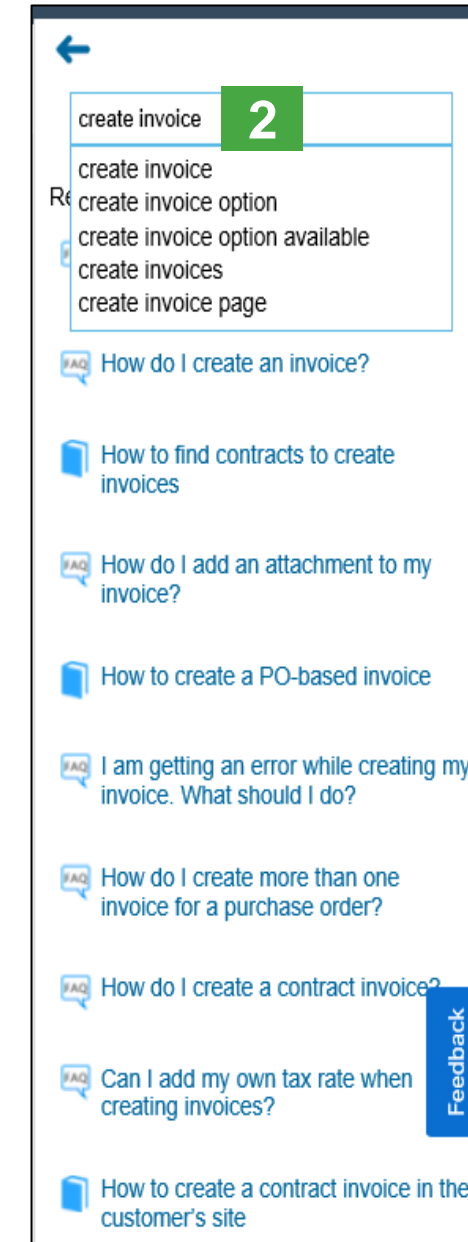 create invoice
2
create invoice
Re
create invoice option
create invoice option available
create invoices
create invoice page
FAQ How do I create an invoice?
How to find contracts to create
invoices
FAQ How do I add an attachment to my
invoice?
How to create a PO-based invoice
FAQ I am getting an error while creating my
invoice. What should I do?
FAQ How do I create more than one
invoice for a purchase order?
FAQ How do I create a contract invoice?
Feedback
FAQ Can I add my own tax rate when
creating invoices?
How to create a contract invoice in the
customer's site